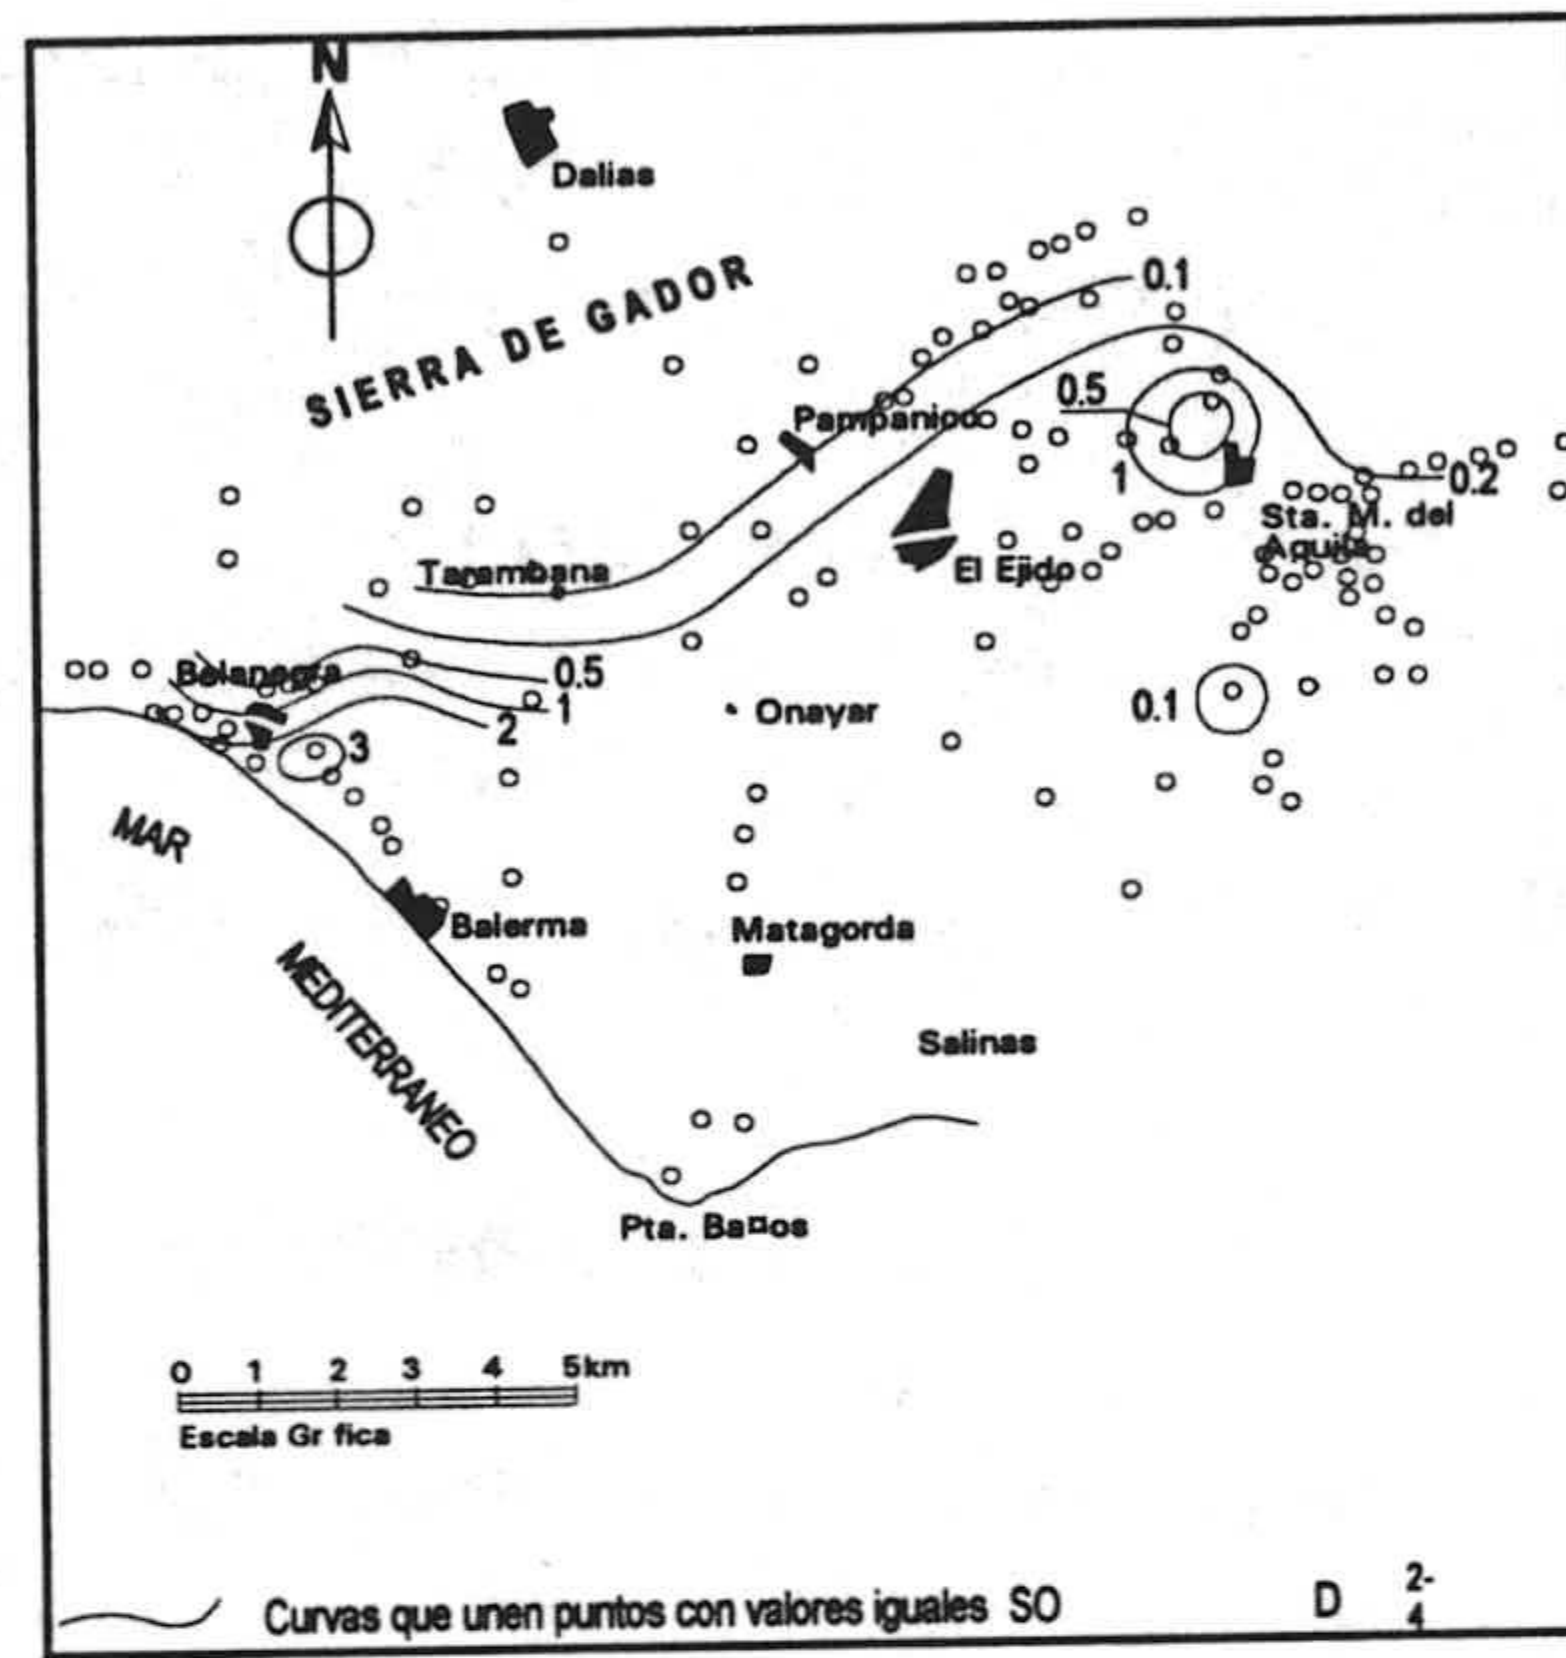 N
Dalias
SIERRA DE GADOR
0.1
0.5
Pampanico
1
0.2
Sta. M. del
Aquila
El Ejido
Tarambana
Balanegra
0.5
1
2
3
Onayar
0.1
MAR
MEDITERRANEO
Balerma
Matagorda
Salinas
Pta. Ba¤os
0 1 2 3 4 5km
Escala Gr fica
Curvas que unen puntos con valores iguales SO D 2-
4